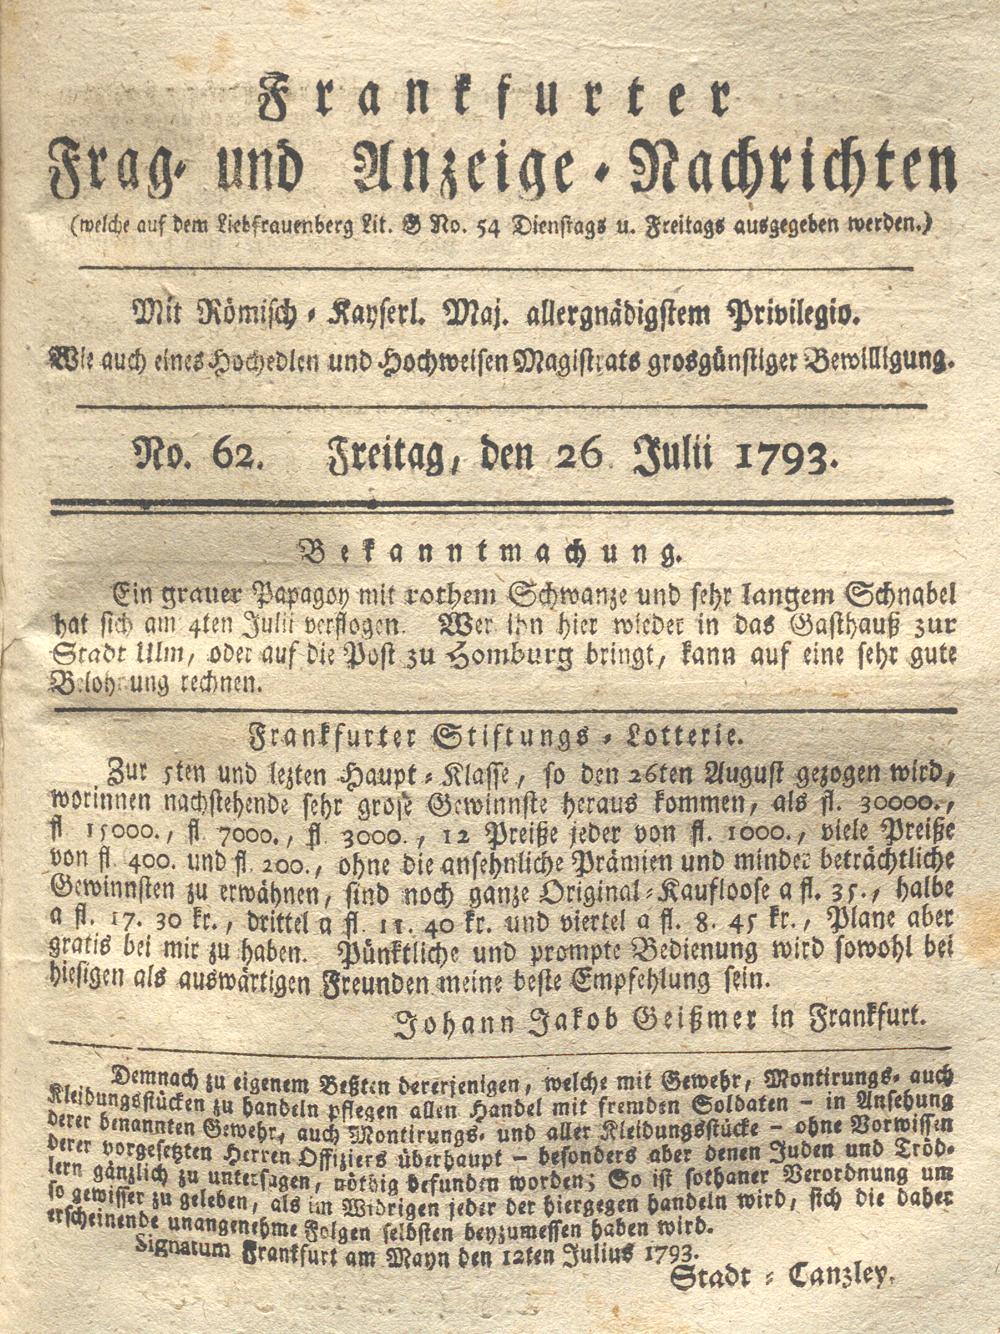 Frankfurter
Frag- und Anzeige-Nachrichten
(welche auf dem Liebfrauenberg Lit. G No. 54 Dienstags u. Freitags ausgegeben werden.)
Mit Römisch-Kayserl. Maj. allergnädigstem Privilegio.
Wie auch eines Hochedlen und Hochweisen Magistrats grosgünstiger Bewilligung.
No. 62. Freitag, den 26 Julii 1793.
Bekanntmachung.
Ein grauer Papagoy mit rothem Schwanze und sehr langem Schnabel
hat sich am 4ten Julii verflogen. Wer ihn hier wieder in das Gasthauß zur
Stadt Ulm, oder auf die Post zu Homburg bringt, kann auf eine sehr gute
Belohnung rechnen.
Frankfurter Stiftungs-Lotterie.
Zur 5ten und lezten Haupt-Klasse, so den 26ten August gezogen wird,
worinnen nachstehende sehr große Gewinnste heraus kommen, als fl. 30000.,
fl 15000., fl. 7000., fl. 3000., 12 Preiße jeder von fl. 1000., viele Preiße
von fl. 400. und fl. 200., ohne die ansehnliche Prämien und minder beträchtliche
Gewinnsten zu erwähnen, sind noch ganze Original-Kaufloose a fl. 35., halbe
a fl. 17. 30 kr., drittel a fl. 11. 40 kr. und viertel a fl. 8. 45 kr., Plane aber
gratis bei mir zu haben. Pünktliche und prompte Bedienung wird sowohl bei
hiesigen als auswärtigen Freunden meine beste Empfehlung sein.
Johann Jakob Geißmer in Frankfurt.
Demnach zu eigenem Beßten dererjenigen, welche mit Gewehr, Montirungs- auch
Kleidungsstücken zu handeln pflegen allen Handel mit fremden Soldaten – in Ansehung
derer benannten Gewehr, auch Montirungs- und aller Kleidungsstücke – ohne Vorwissen
derer vorgesetzten Herren Offiziers überhaupt – besonders aber denen Juden und Tröd-
lern gänzlich zu untersagen, nöthig befunden worden; So ist sothaner Verordnung um
so gewisser zu geleben, als im Widrigen jeder der hiergegen handeln wird, sich die daher
erscheinende unangenehme Folgen selbsten beyzumessen haben wird.
Signatum Frankfurt am Mayn den 12ten Julius 1793.
Stadt-Canzley.